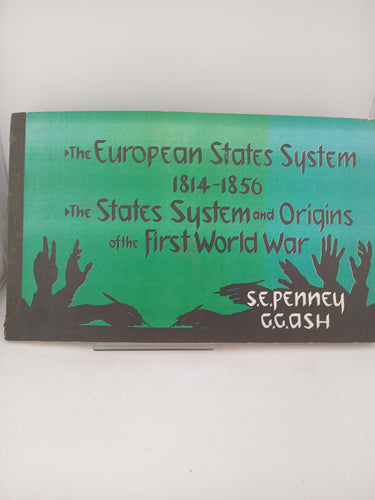 The European States System
1814-1856
The States System and Origins
of the First World War
S.E.PENNEY
G.G.ASH